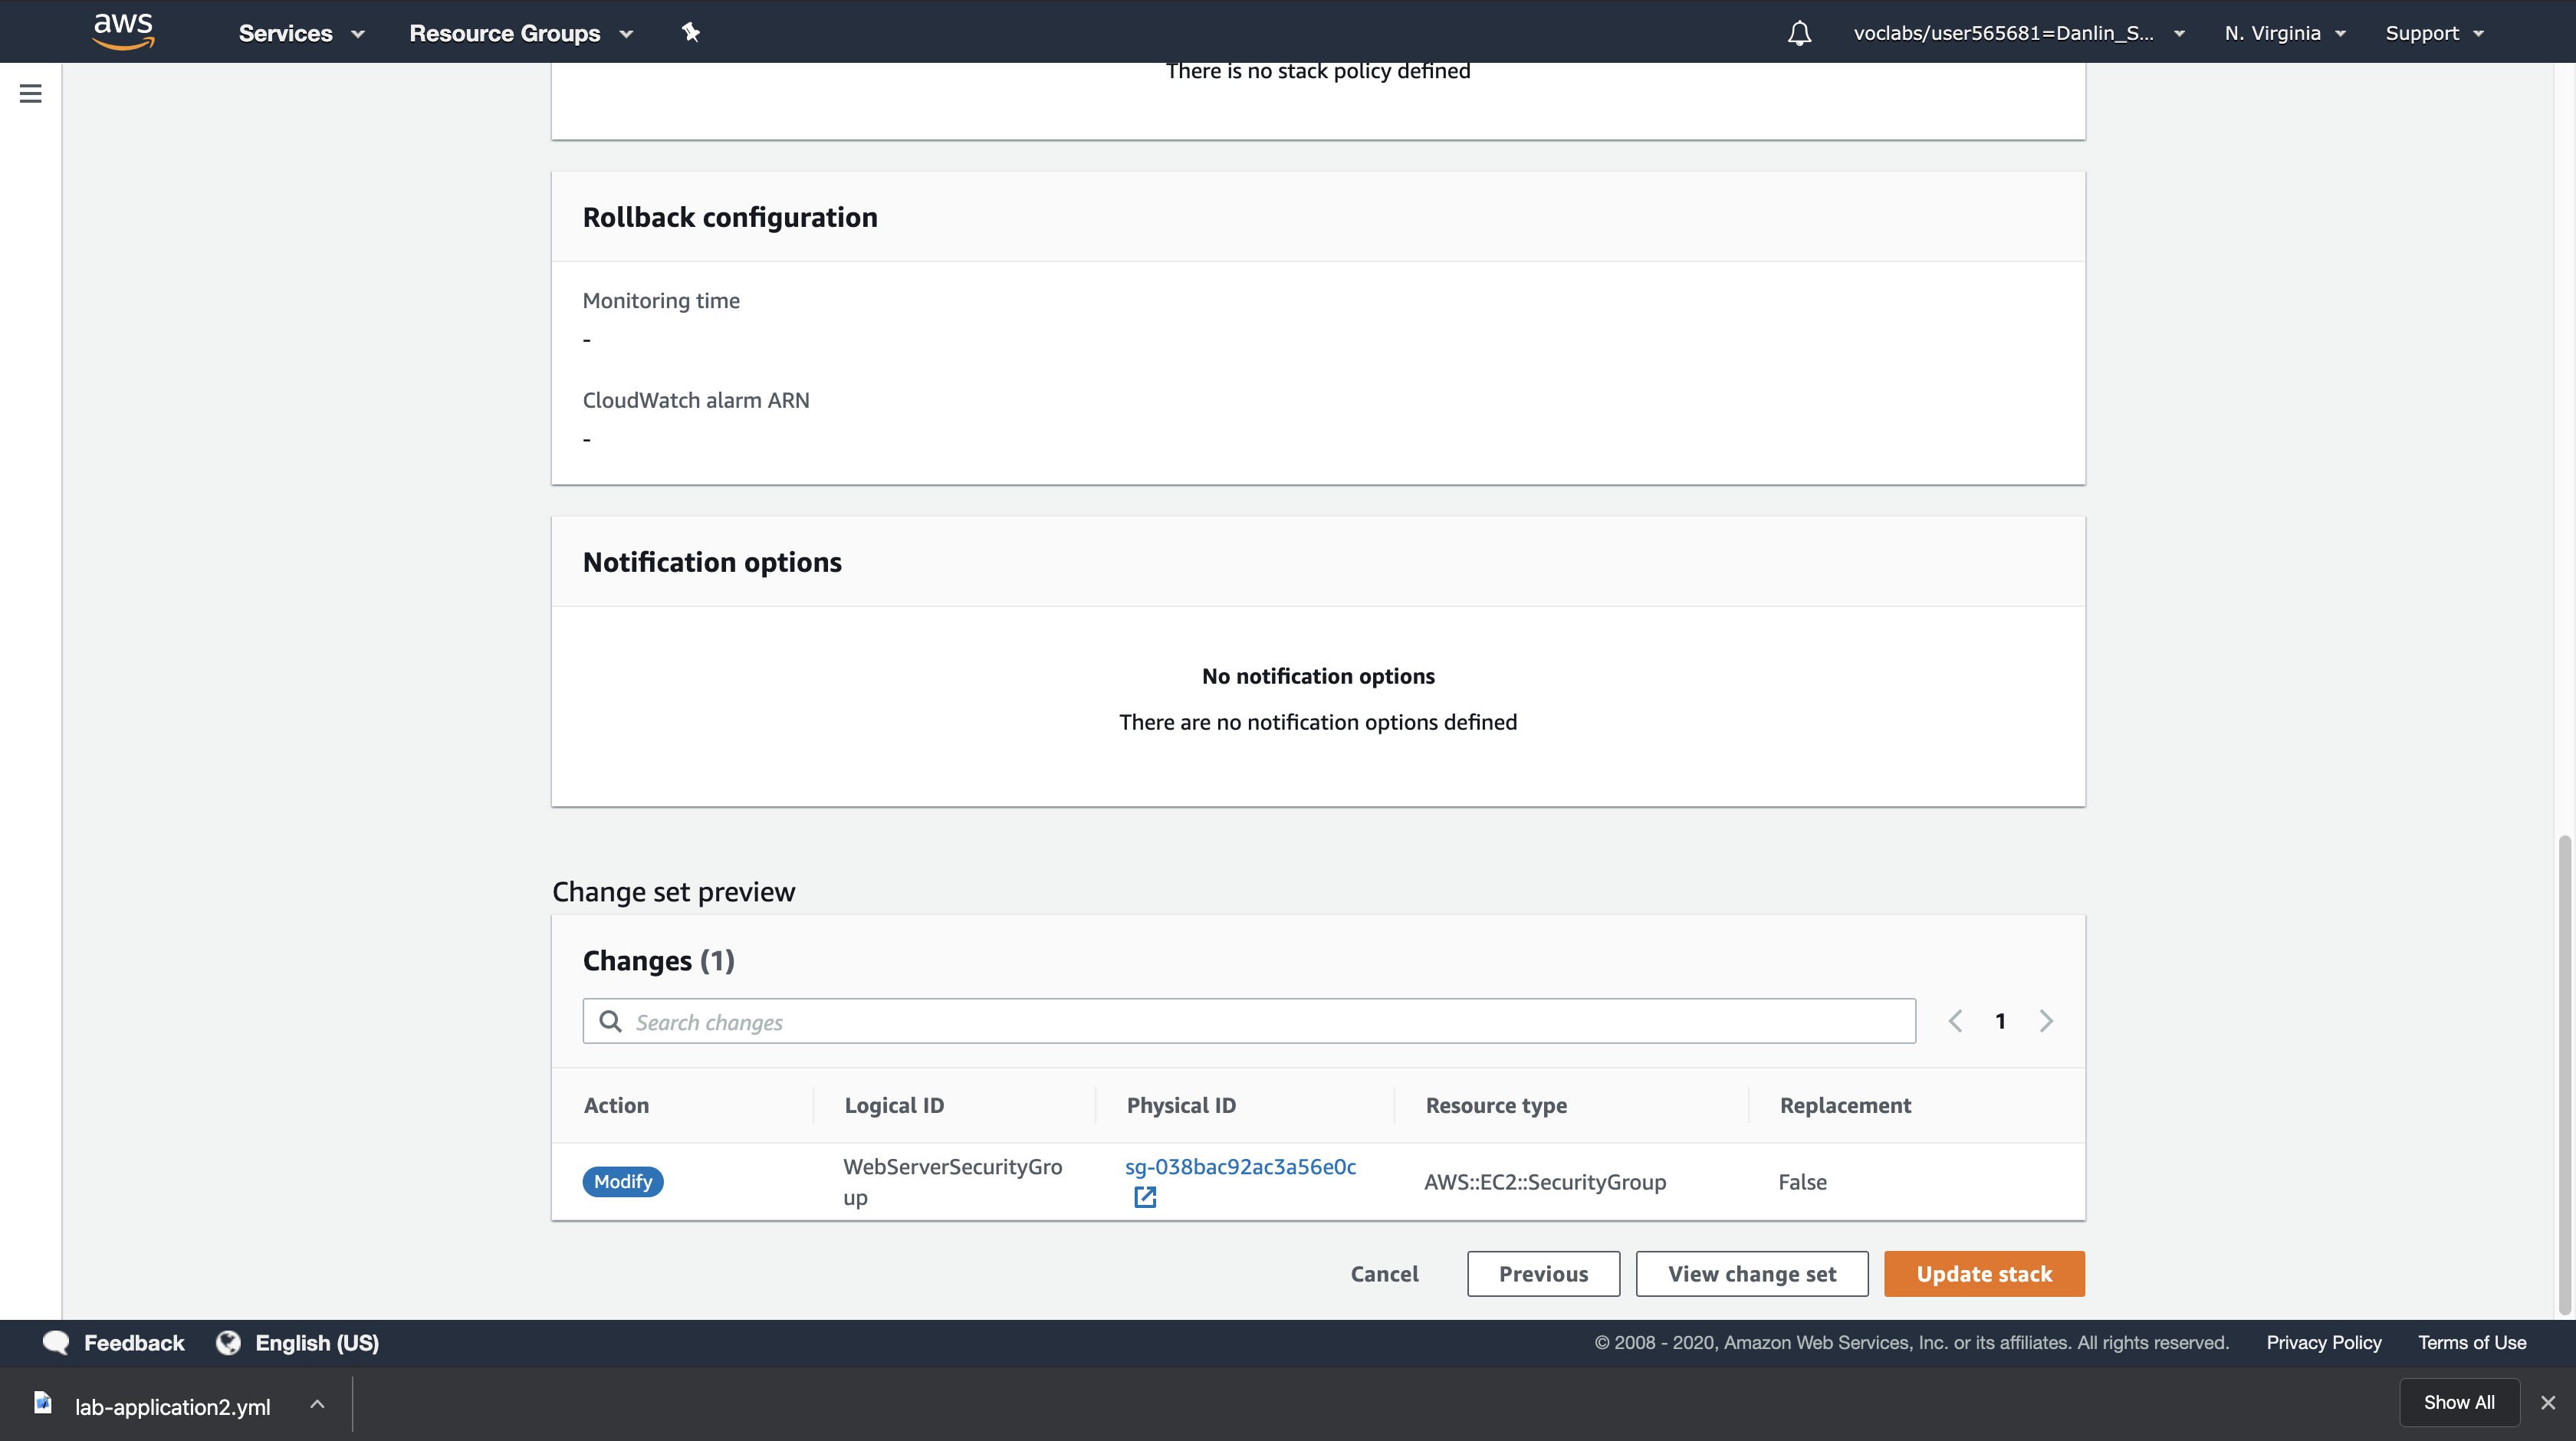 aws
Services
Resource Groups
voclabs/user565681=Danlin_S...
N. Virginia
Support
There is no stack policy defined
Rollback configuration
Monitoring time
-
CloudWatch alarm ARN
-
Notification options
No notification options
There are no notification options defined
Change set preview
Changes (1)
Search changes
1
Action Logical ID Physical ID Resource type Replacement
Modify
WebServerSecurityGro
up
sg-038bac92ac3a56e0c
AWS::EC2::SecurityGroup
False
Cancel
Previous
View change set
Update stack
Feedback
English (US)
© 2008 - 2020, Amazon Web Services, Inc. or its affiliates. All rights reserved.
Privacy Policy
Terms of Use
lab-application2.yml
Show All